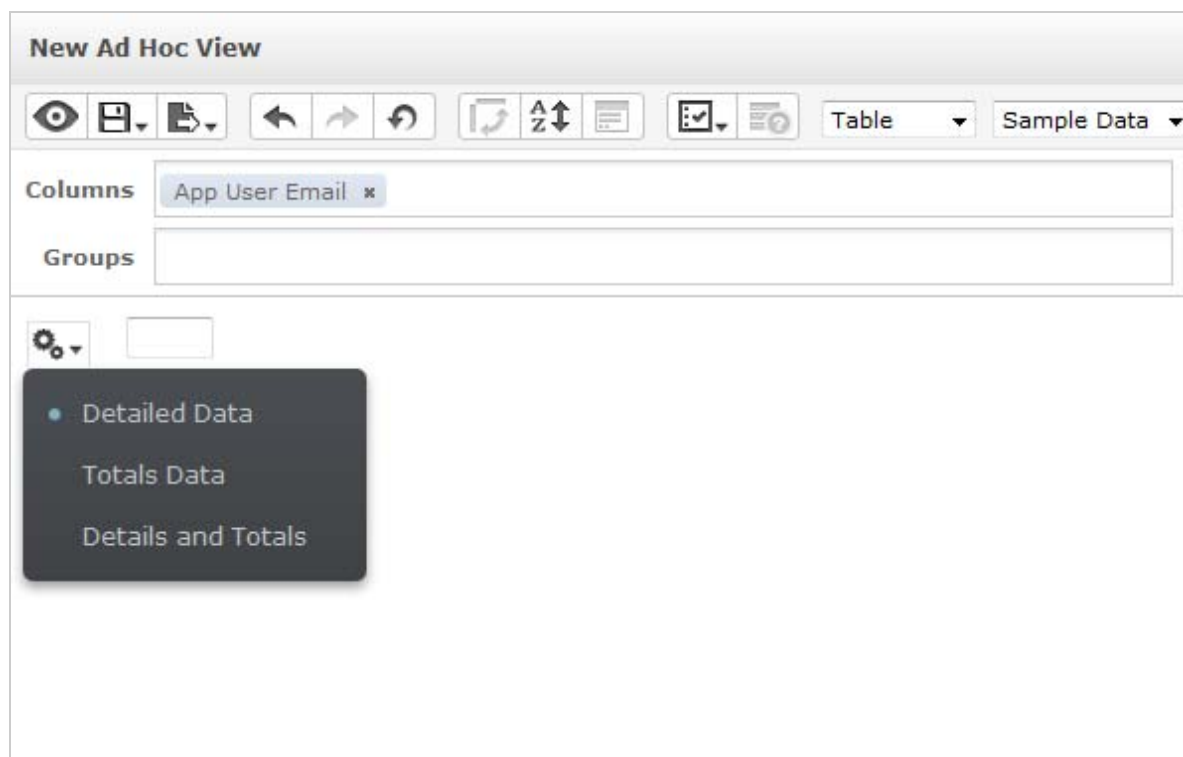 New Ad Hoc View
Table Sample Data
Columns App User Email ×
Groups
Detailed Data
Totals Data
Details and Totals